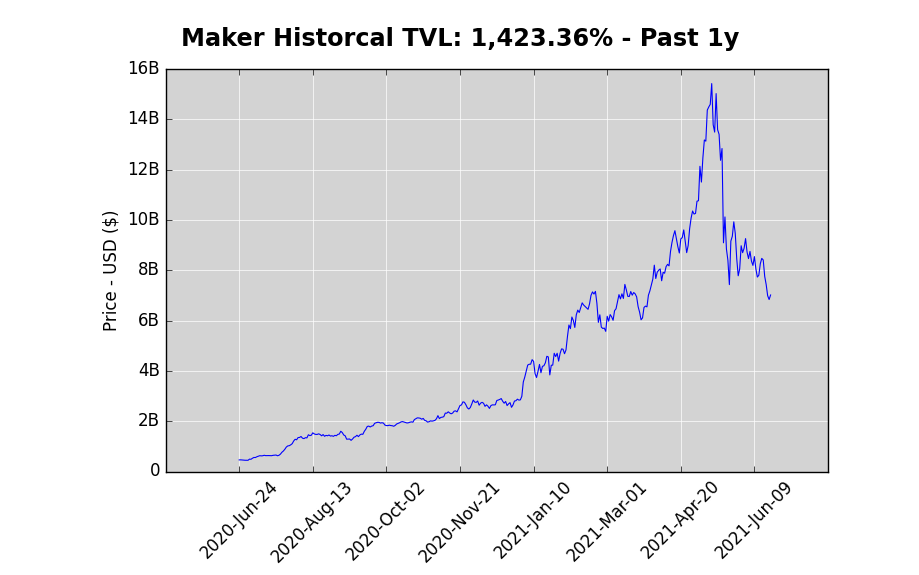 Maker Historcal TVL: 1,423.36% - Past 1y
16B
14B
12B
10B
8B
6B
4B
2B
0
Price - USD ($)
2020-Jun-24
2020-Aug-13
2020-Oct-02
2020-Nov-21
2021-Jan-10
2021-Mar-01
2021-Apr-20
2021-Jun-09